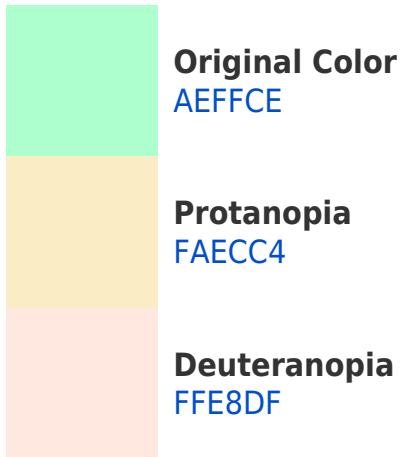 Original Color
AEFFCE
Protanopia
FAECC4
Deuteranopia
FFE8DF